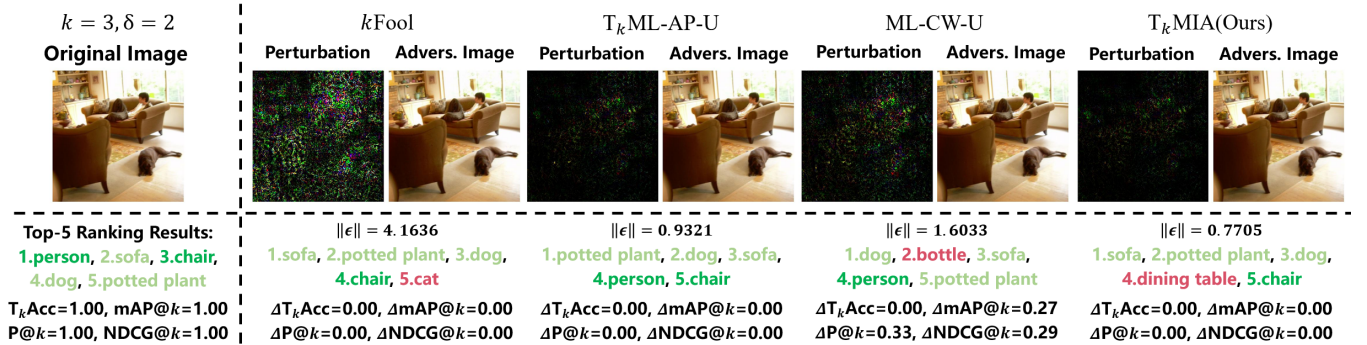 k = 3, δ = 2
Original Image
Top-5 Ranking Results:
1.person, 2.sofa, 3.chair,
4.dog, 5.potted plant
TkAcc=1.00, mAP@k=1.00
P@k=1.00, NDCG@k=1.00
kFool
Perturbation Advers. Image
‖ϵ‖ = 4.1636
1.sofa, 2.potted plant, 3.dog,
4.chair, 5.cat
ΔTkAcc=0.00, ΔmAP@k=0.00
ΔP@k=0.00, ΔNDCG@k=0.00
TkML-AP-U
Perturbation Advers. Image
‖ϵ‖ = 0.9321
1.potted plant, 2.dog, 3.sofa,
4.person, 5.chair
ΔTkAcc=0.00, ΔmAP@k=0.00
ΔP@k=0.00, ΔNDCG@k=0.00
ML-CW-U
Perturbation Advers. Image
‖ϵ‖ = 1.6033
1.dog, 2.bottle, 3.sofa,
4.person, 5.potted plant
ΔTkAcc=0.00, ΔmAP@k=0.27
ΔP@k=0.33, ΔNDCG@k=0.29
TkMIA(Ours)
Perturbation Advers. Image
‖ϵ‖ = 0.7705
1.sofa, 2.potted plant, 3.dog,
4.dining table, 5.chair
ΔTkAcc=0.00, ΔmAP@k=0.00
ΔP@k=0.00, ΔNDCG@k=0.00